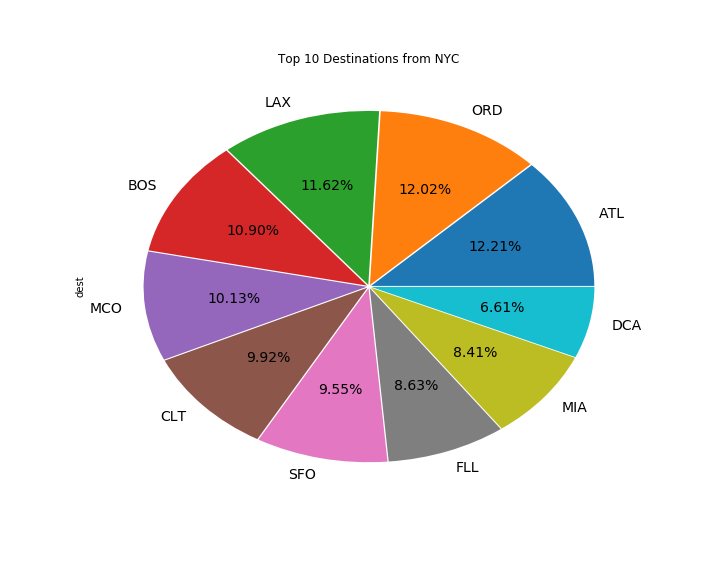 Top 10 Destinations from NYC
LAX
ORD
BOS
ATL
11.62%
12.02%
10.90%
12.21%
dest
MCO
10.13%
6.61%
DCA
9.92%
8.41%
9.55%
8.63%
CLT
MIA
SFO
FLL